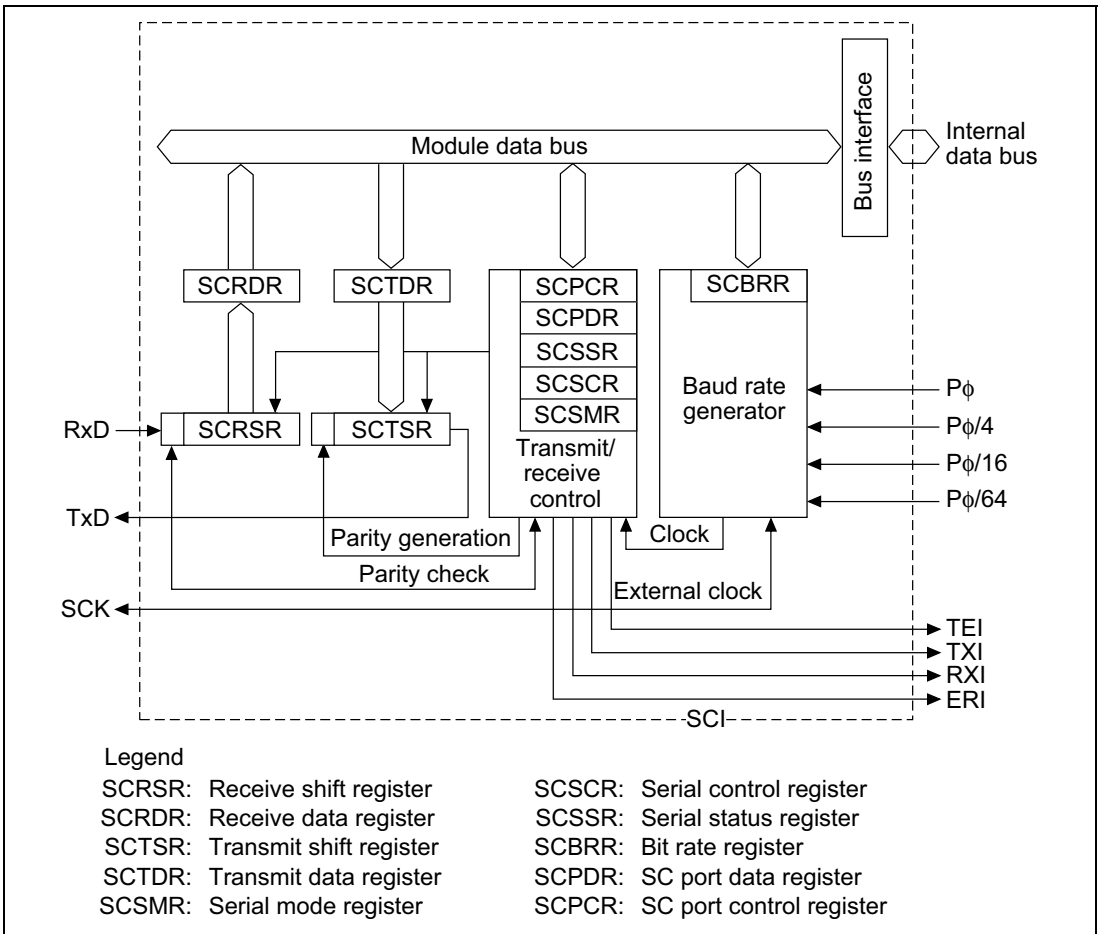 Module data bus
Bus interface
Internal
data bus
SCRDR
SCTDR
SCPCR
SCPDR
SCSSR
SCSCR
SCSMR
Transmit/
receive
control
SCBRR
Baud rate
generator
Pϕ
Pϕ/4
Pϕ/16
Pϕ/64
RxD
SCRSR
SCTSR
TxD
Parity generation
Clock
Parity check
External clock
SCK
TEI
TXI
RXI
ERI
SCI
Legend
SCRSR: Receive shift register
SCRDR: Receive data register
SCTSR: Transmit shift register
SCTDR: Transmit data register
SCSMR: Serial mode register
SCSCR: Serial control register
SCSSR: Serial status register
SCBRR: Bit rate register
SCPDR: SC port data register
SCPCR: SC port control register